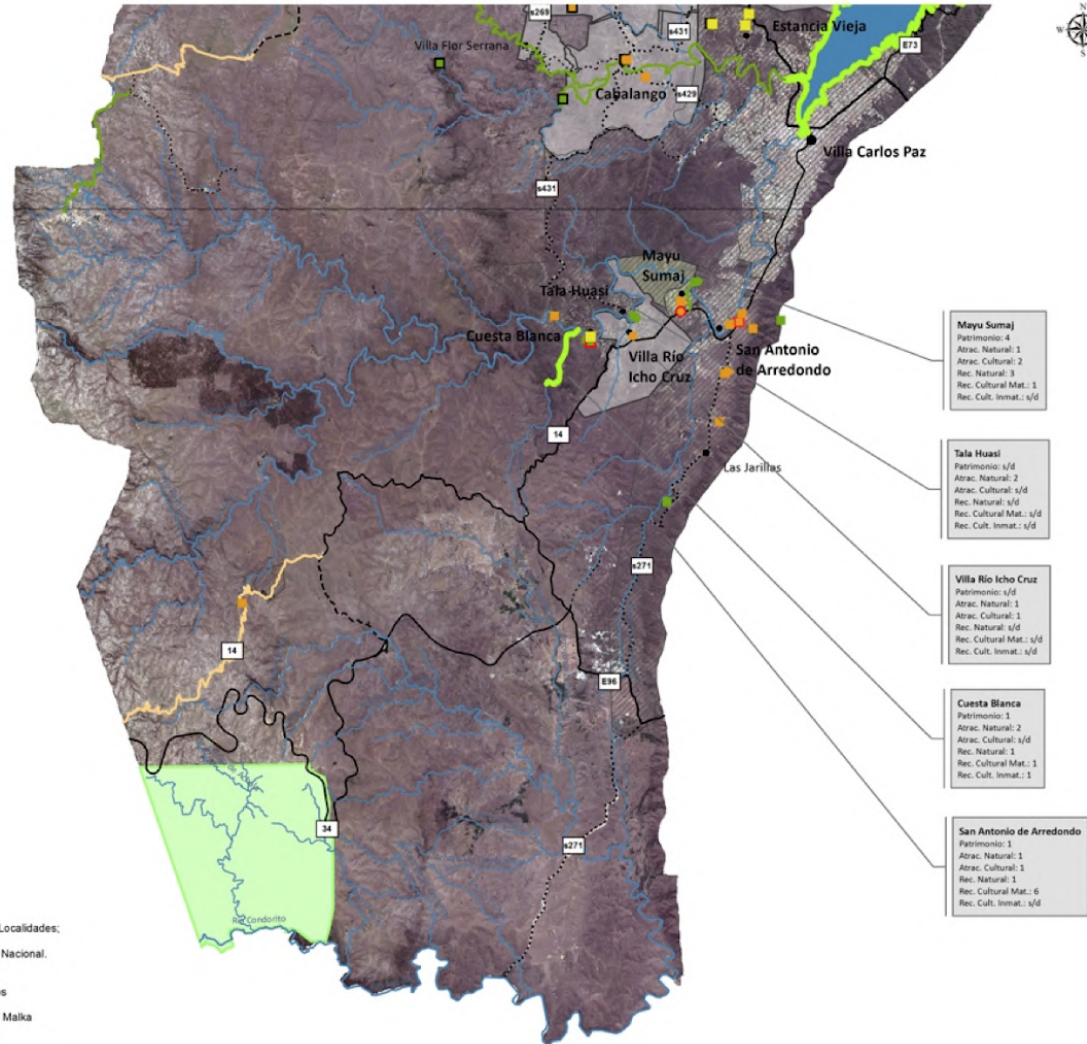 s269
s431
Estancia Vieja
N
W
S
E73
Villa Flor Serrana
Cabalango
s429
Villa Carlos Paz
s431
Mayu
Sumaj
Tala Huasi
Cuesta Blanca
Villa Río
Icho Cruz
San Antonio
de Arredondo
14
Las Jarillas
s271
14
E96
34
s271
Río Condorito
Mayu Sumaj
Patrimonio: 4
Atrac. Natural: 1
Atrac. Cultural: 2
Rec. Natural: 3
Rec. Cultural Mat.: 1
Rec. Cult. Inmat.: s/d
Tala Huasi
Patrimonio: s/d
Atrac. Natural: 2
Atrac. Cultural: s/d
Rec. Natural: s/d
Rec. Cultural Mat.: s/d
Rec. Cult. Inmat.: s/d
Villa Río Icho Cruz
Patrimonio: s/d
Atrac. Natural: 1
Atrac. Cultural: 1
Rec. Natural: s/d
Rec. Cultural Mat.: s/d
Rec. Cult. Inmat.: s/d
Cuesta Blanca
Patrimonio: 1
Atrac. Natural: 2
Atrac. Cultural: s/d
Rec. Natural: 1
Rec. Cultural Mat.: 1
Rec. Cult. Inmat.: 1
San Antonio de Arredondo
Patrimonio: 1
Atrac. Natural: 1
Atrac. Cultural: 1
Rec. Natural: 1
Rec. Cultural Mat.: 6
Rec. Cult. Inmat.: s/d
Localidades;
Nacional.
Malka